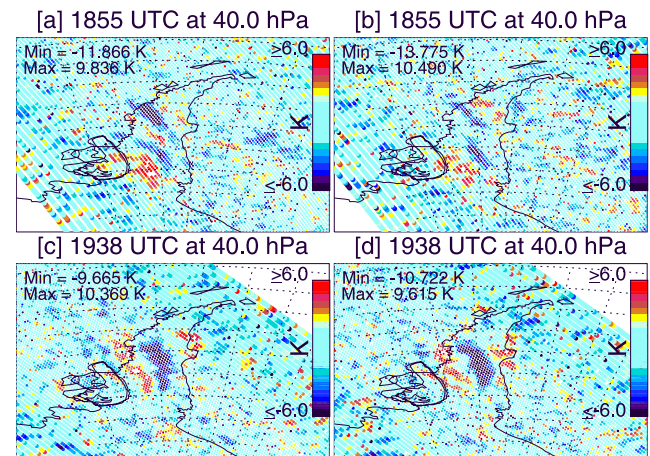 [a] 1855 UTC at 40.0 hPa
Min = -11.866 K
Max = 9.836 K
≥6.0
K
≤-6.0
[b] 1855 UTC at 40.0 hPa
Min = -13.775 K
Max = 10.490 K
≥6.0
K
≤-6.0
[c] 1938 UTC at 40.0 hPa
Min = -9.665 K
Max = 10.369 K
≥6.0
K
≤-6.0
[d] 1938 UTC at 40.0 hPa
Min = -10.722 K
Max = 9.615 K
≥6.0
K
≤-6.0